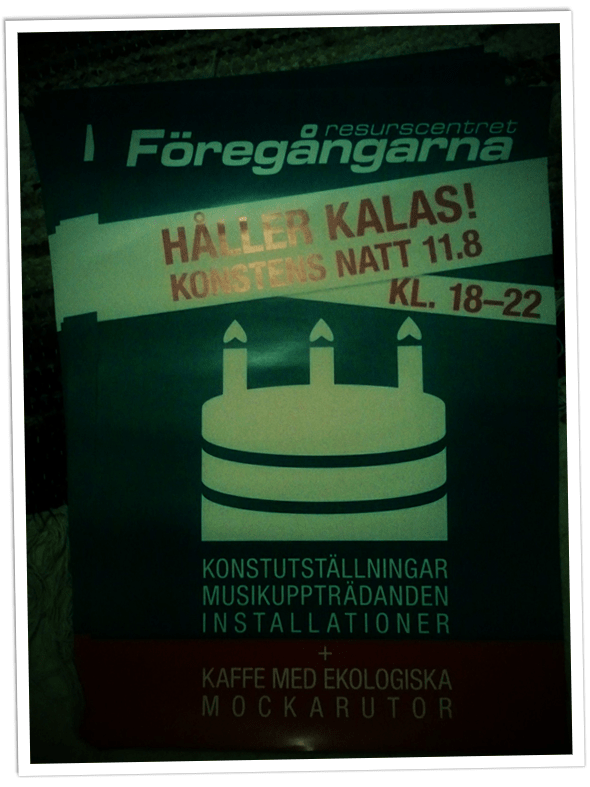 resurscentret
Föregångarna
HÅLLER KALAS!
KONSTENS NATT 11.8
KL. 18–22
KONSTUTSTÄLLNINGAR
MUSIKUPPTRÄDANDEN
INSTALLATIONER
+
KAFFE MED EKOLOGISKA
MOCKARUTOR